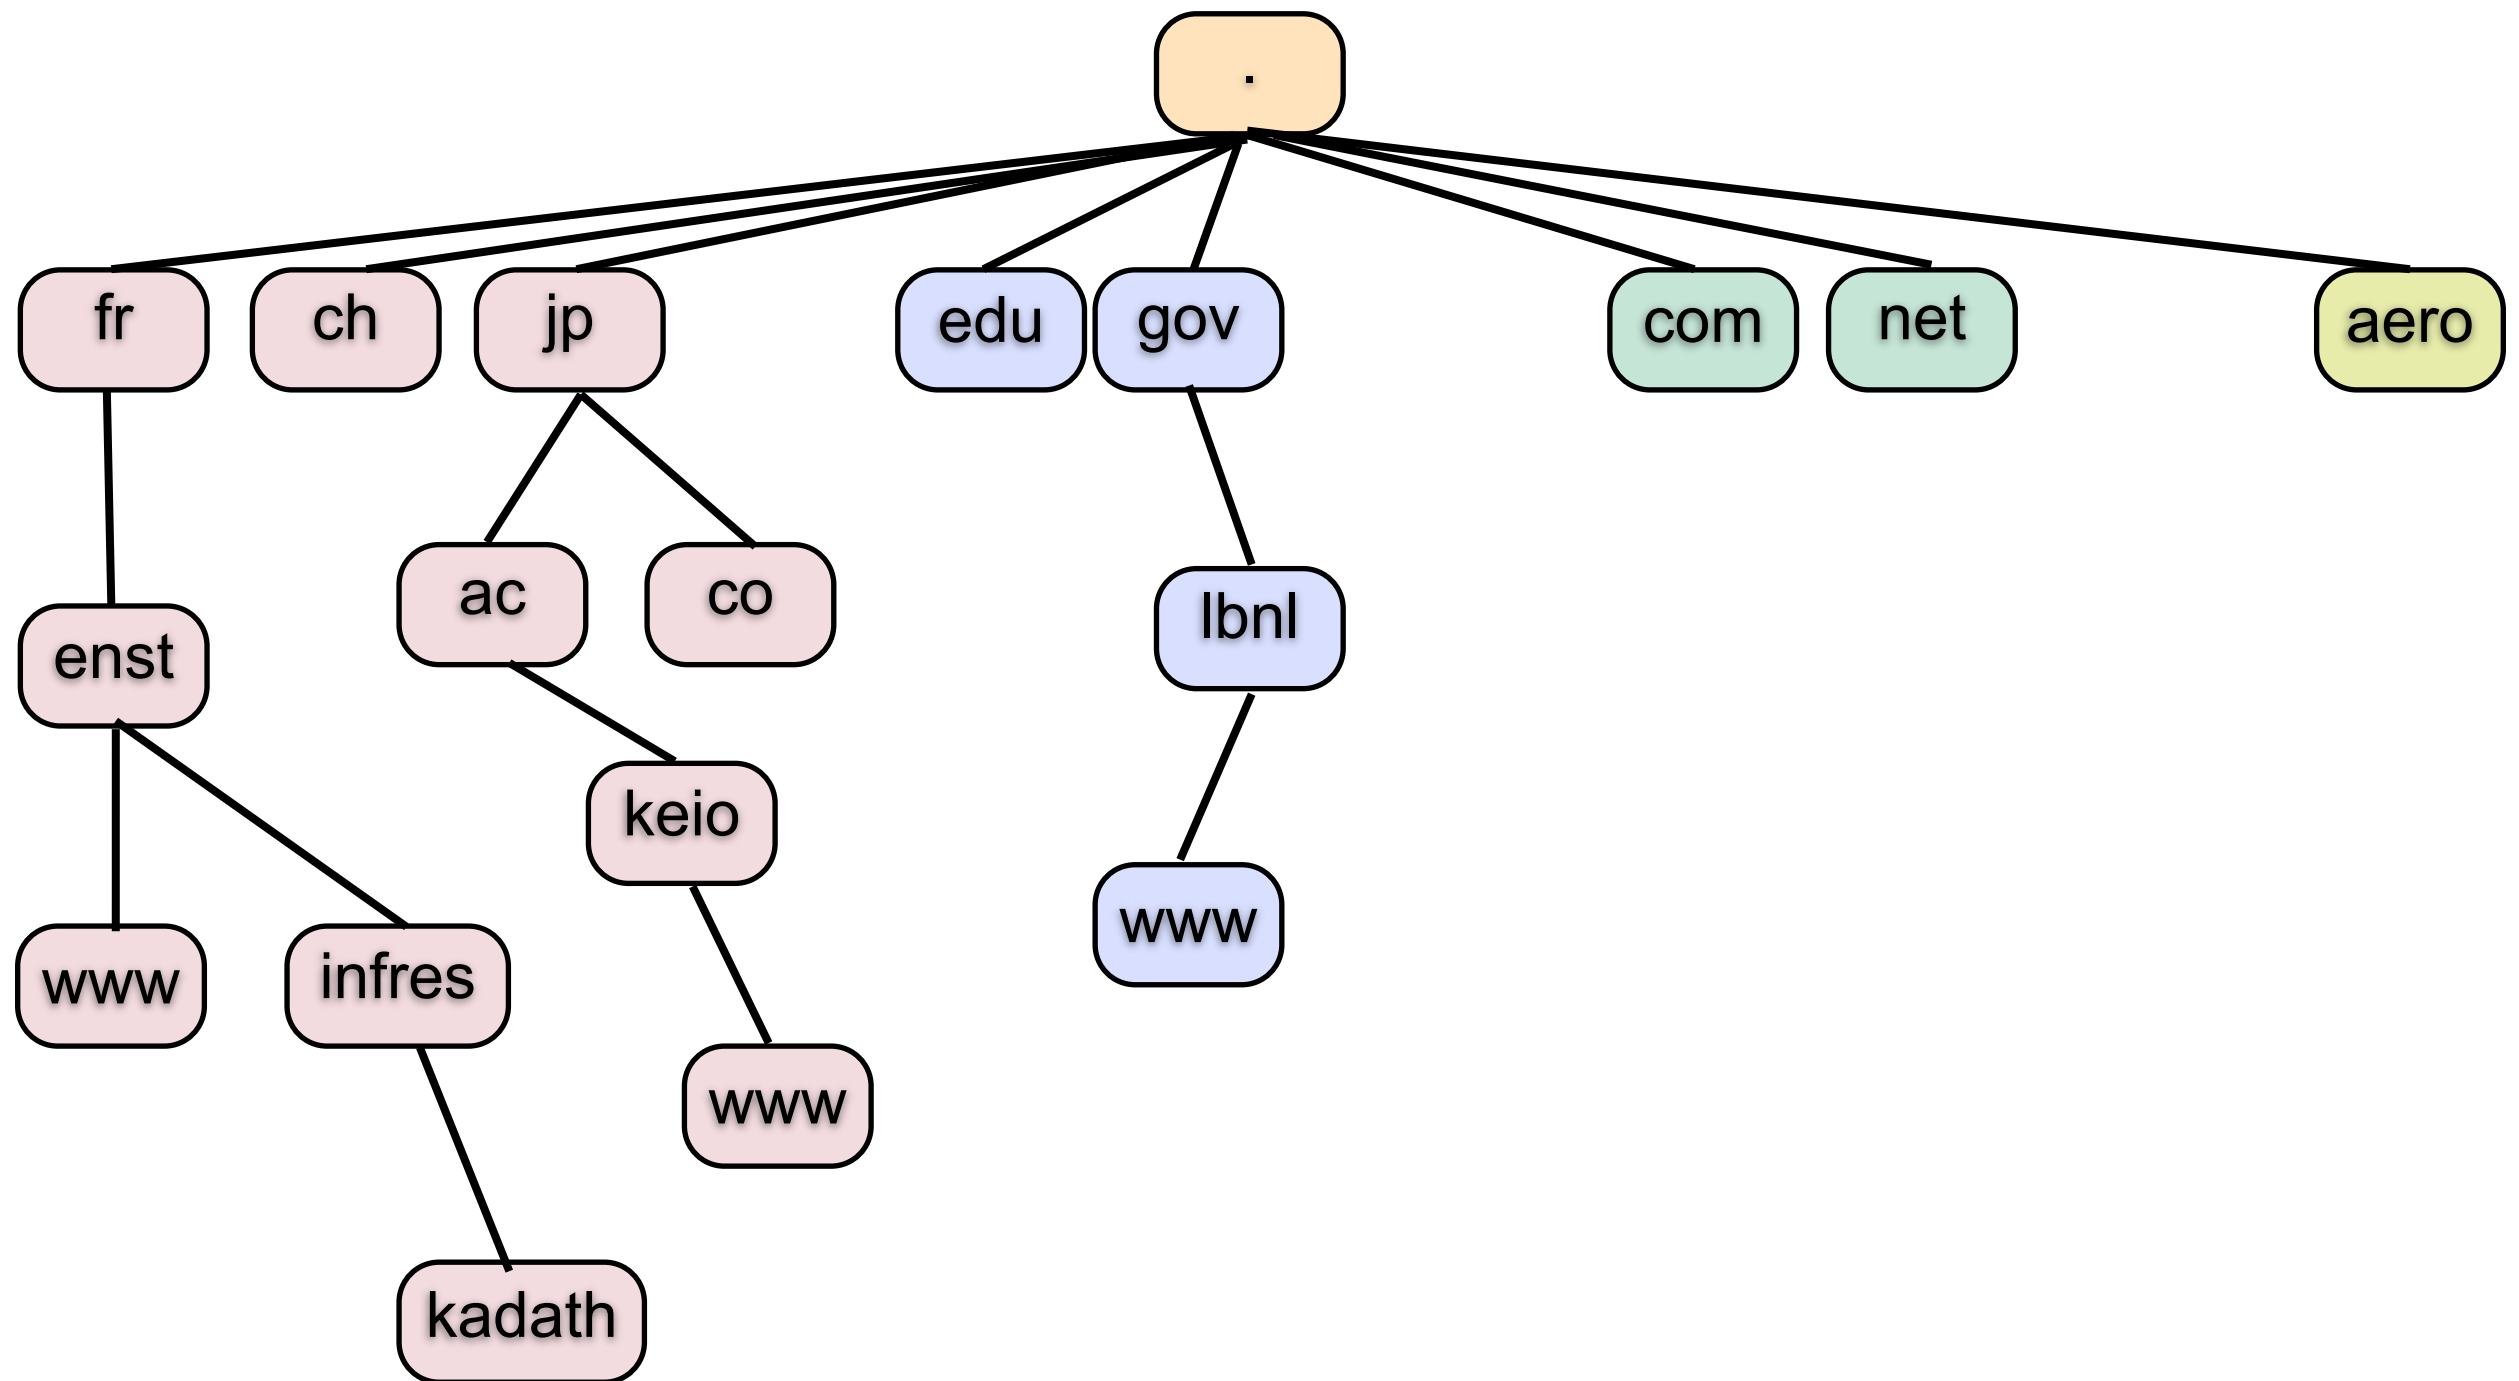 .
fr
ch
jp
edu
gov
com
net
aero
ac
co
lbnl
enst
keio
www
www
infres
www
kadath